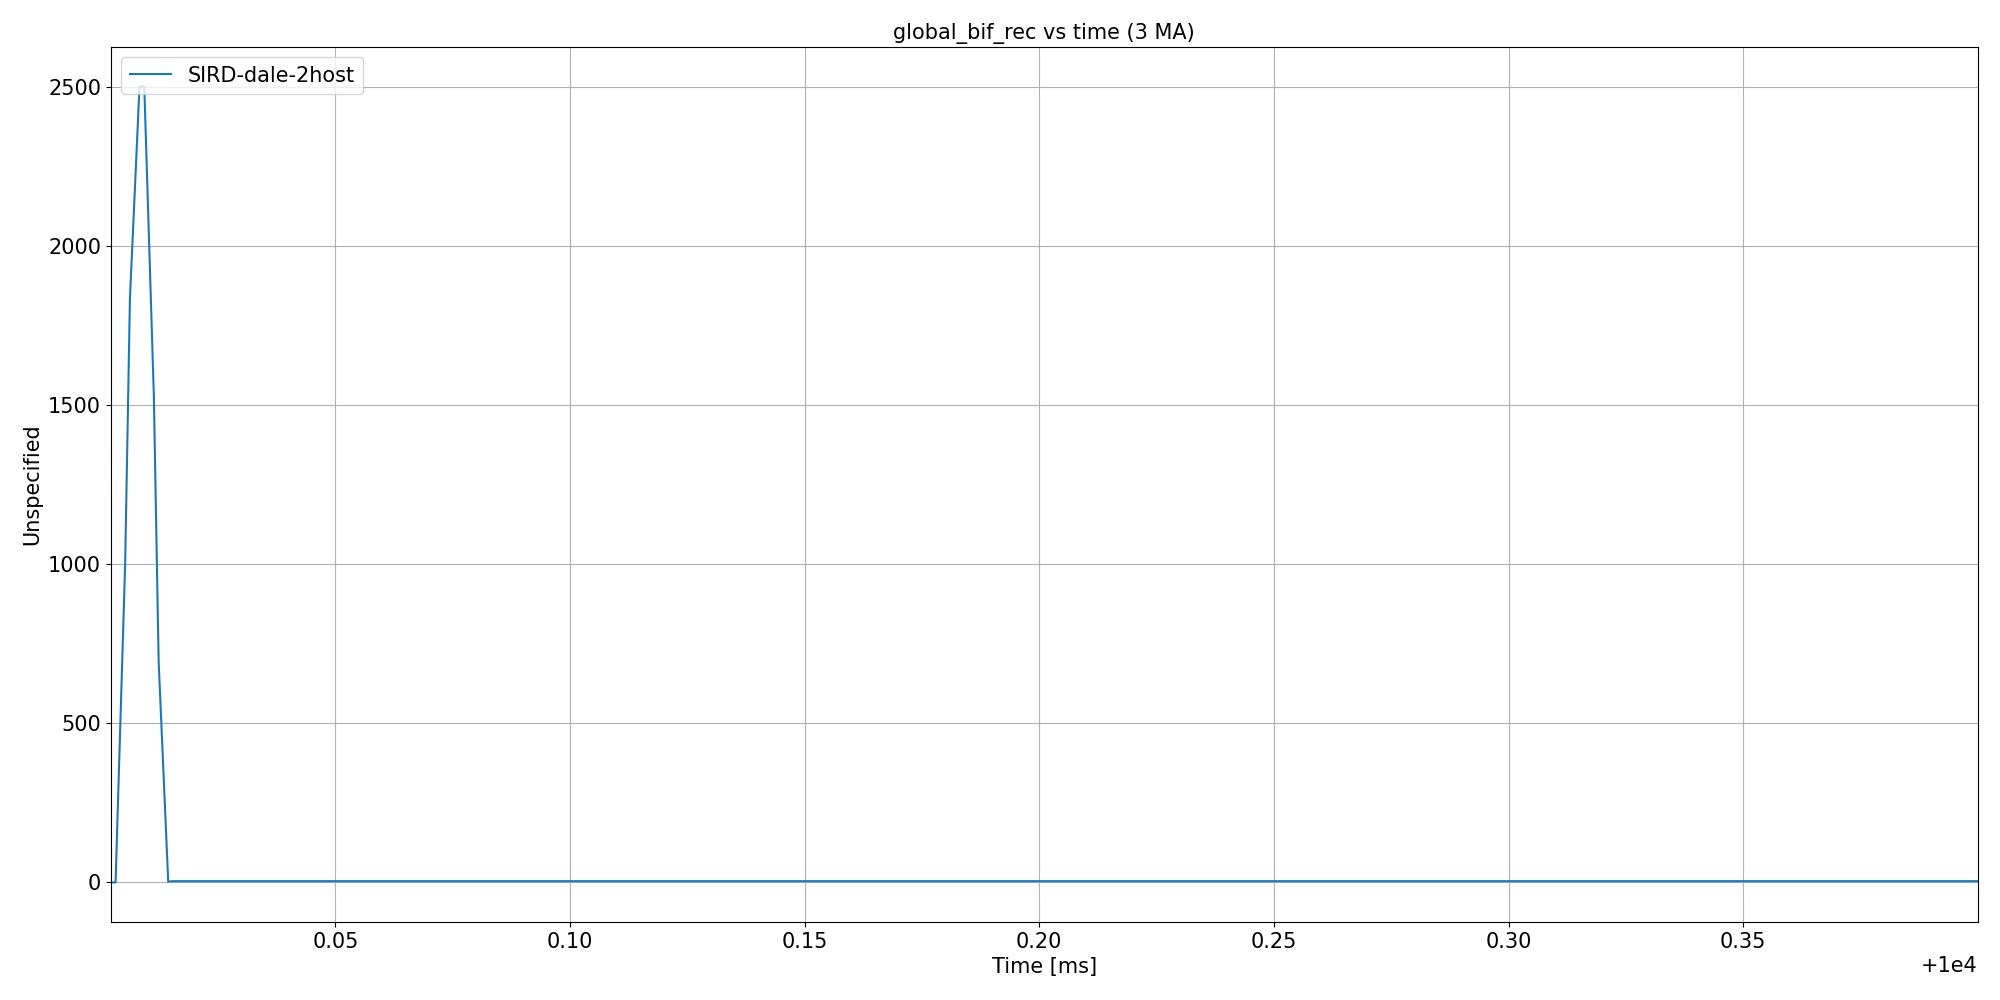 global_bif_rec vs time (3 MA)
SIRD-dale-2host
2500
2000
1500
1000
500
0
Unspecified
0.05 0.10 0.15 0.20 0.25 0.30 0.35
Time [ms]
+1e4